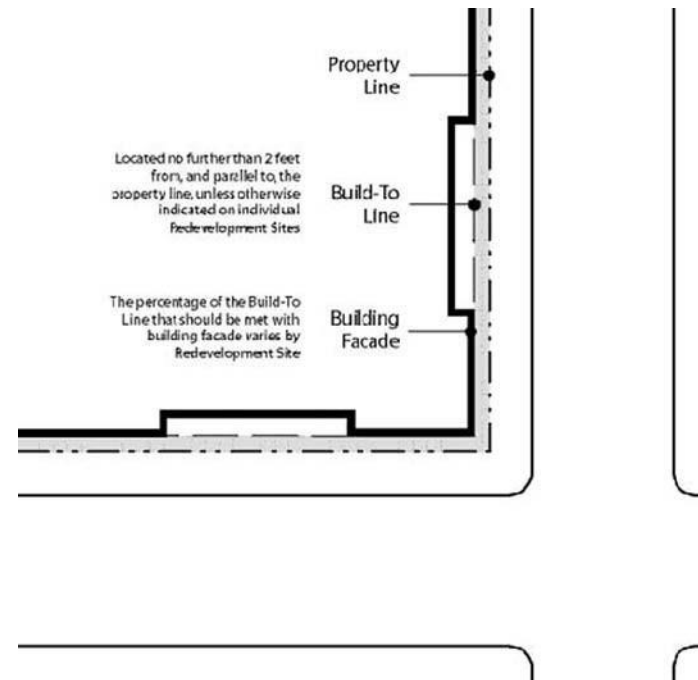 Property
Line
Located no further than 2 feet
from, and parallel to, the
property line, unless otherwise
indicated on individual
Redevelopment Sites
Build-To
Line
The percentage of the Build-To
Line that should be met with
building facade varies by
Redevelopment Site
Building
Facade